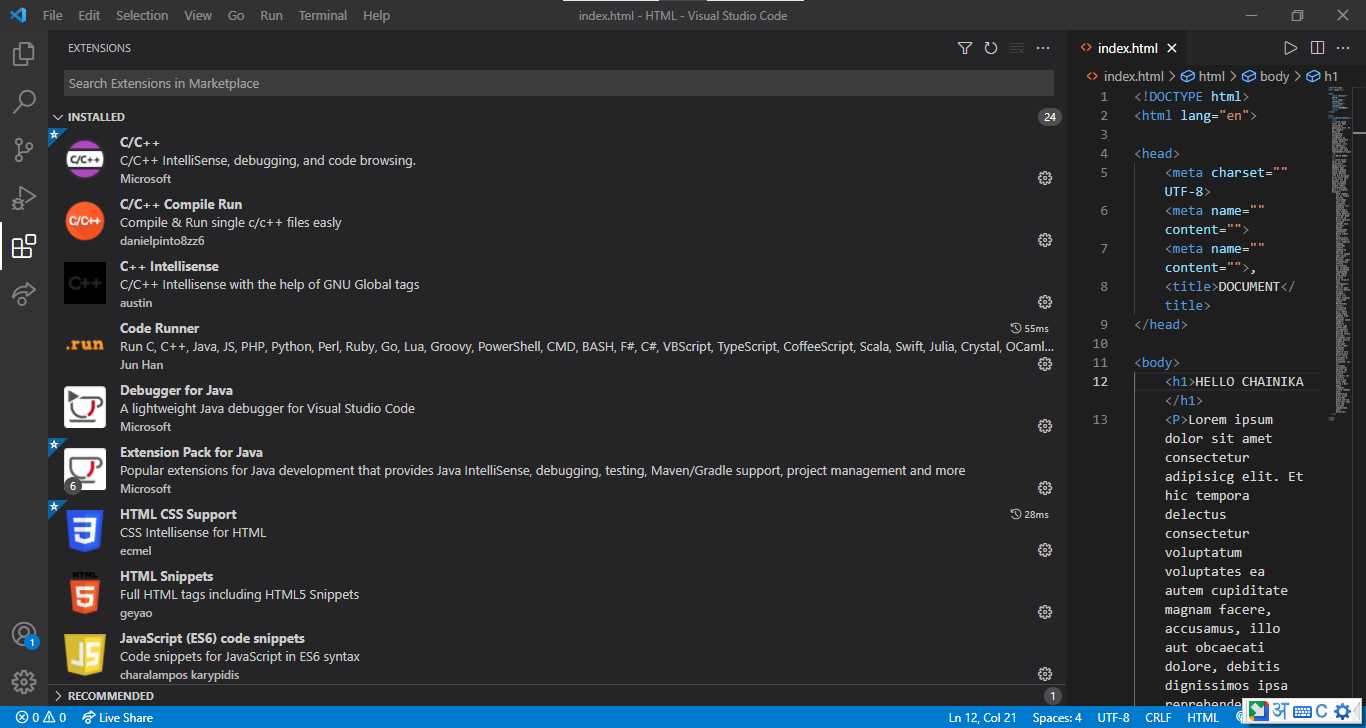 File Edit Selection View Go Run Terminal Help
index.html - HTML - Visual Studio Code
EXTENSIONS
Search Extensions in Marketplace
INSTALLED 24
C/C++
C/C++
C/C++ IntelliSense, debugging, and code browsing.
Microsoft
C/C++
C/C++ Compile Run
Compile & Run single c/c++ files easly
danielpinto8zz6
C++
C++ Intellisense
C/C++ Intellisense with the help of GNU Global tags
austin
.run
Code Runner 55ms
Run C, C++, Java, JS, PHP, Python, Perl, Ruby, Go, Lua, Groovy, PowerShell, CMD, BASH, F#, C#, VBScript, TypeScript, CoffeeScript, Scala, Swift, Julia, Crystal, OCaml...
Jun Han
Debugger for Java
A lightweight Java debugger for Visual Studio Code
Microsoft
Extension Pack for Java
Popular extensions for Java development that provides Java IntelliSense, debugging, testing, Maven/Gradle support, project management and more
6
Microsoft
HTML CSS Support 28ms
3
CSS Intellisense for HTML
ecmel
HTML
5
HTML Snippets
Full HTML tags including HTML5 Snippets
geyao
JS
JavaScript (ES6) code snippets
Code snippets for JavaScript in ES6 syntax
charalampos karypidis
RECOMMENDED 1
1
index.html
index.html > html > body > h1
1 <!DOCTYPE html>
2 <html lang="en">
3
4 <head>
5 <meta charset=""
UTF-8>
6 <meta name=""
content="">
7 <meta name=""
content="">,
8 <title>DOCUMENT</
title>
9 </head>
10
11 <body>
12 <h1>HELLO CHAINIKA
</h1>
13 <P>Lorem ipsum
dolor sit amet
consectetur
adipisicg elit. Et
hic tempora
delectus
consectetur
voluptatum
voluptates ea
autem cupiditate
magnam facere,
accusamus, illo
aut obcaecati
dolore, debitis
dignissimos ipsa
0 0 Live Share
Ln 12, Col 21 Spaces: 4 UTF-8 CRLF HTML
अ C